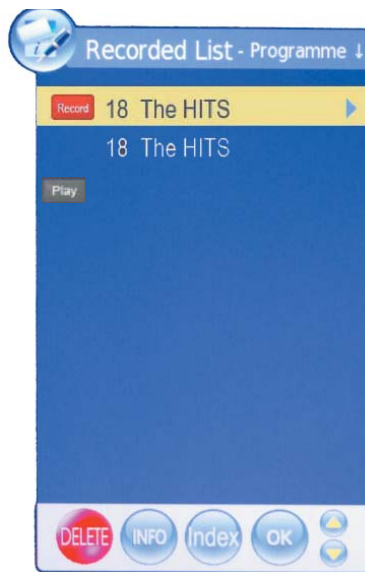 Recorded List - Programme ↓
Record 18 The HITS
18 The HITS
Play
DELETE INFO Index OK